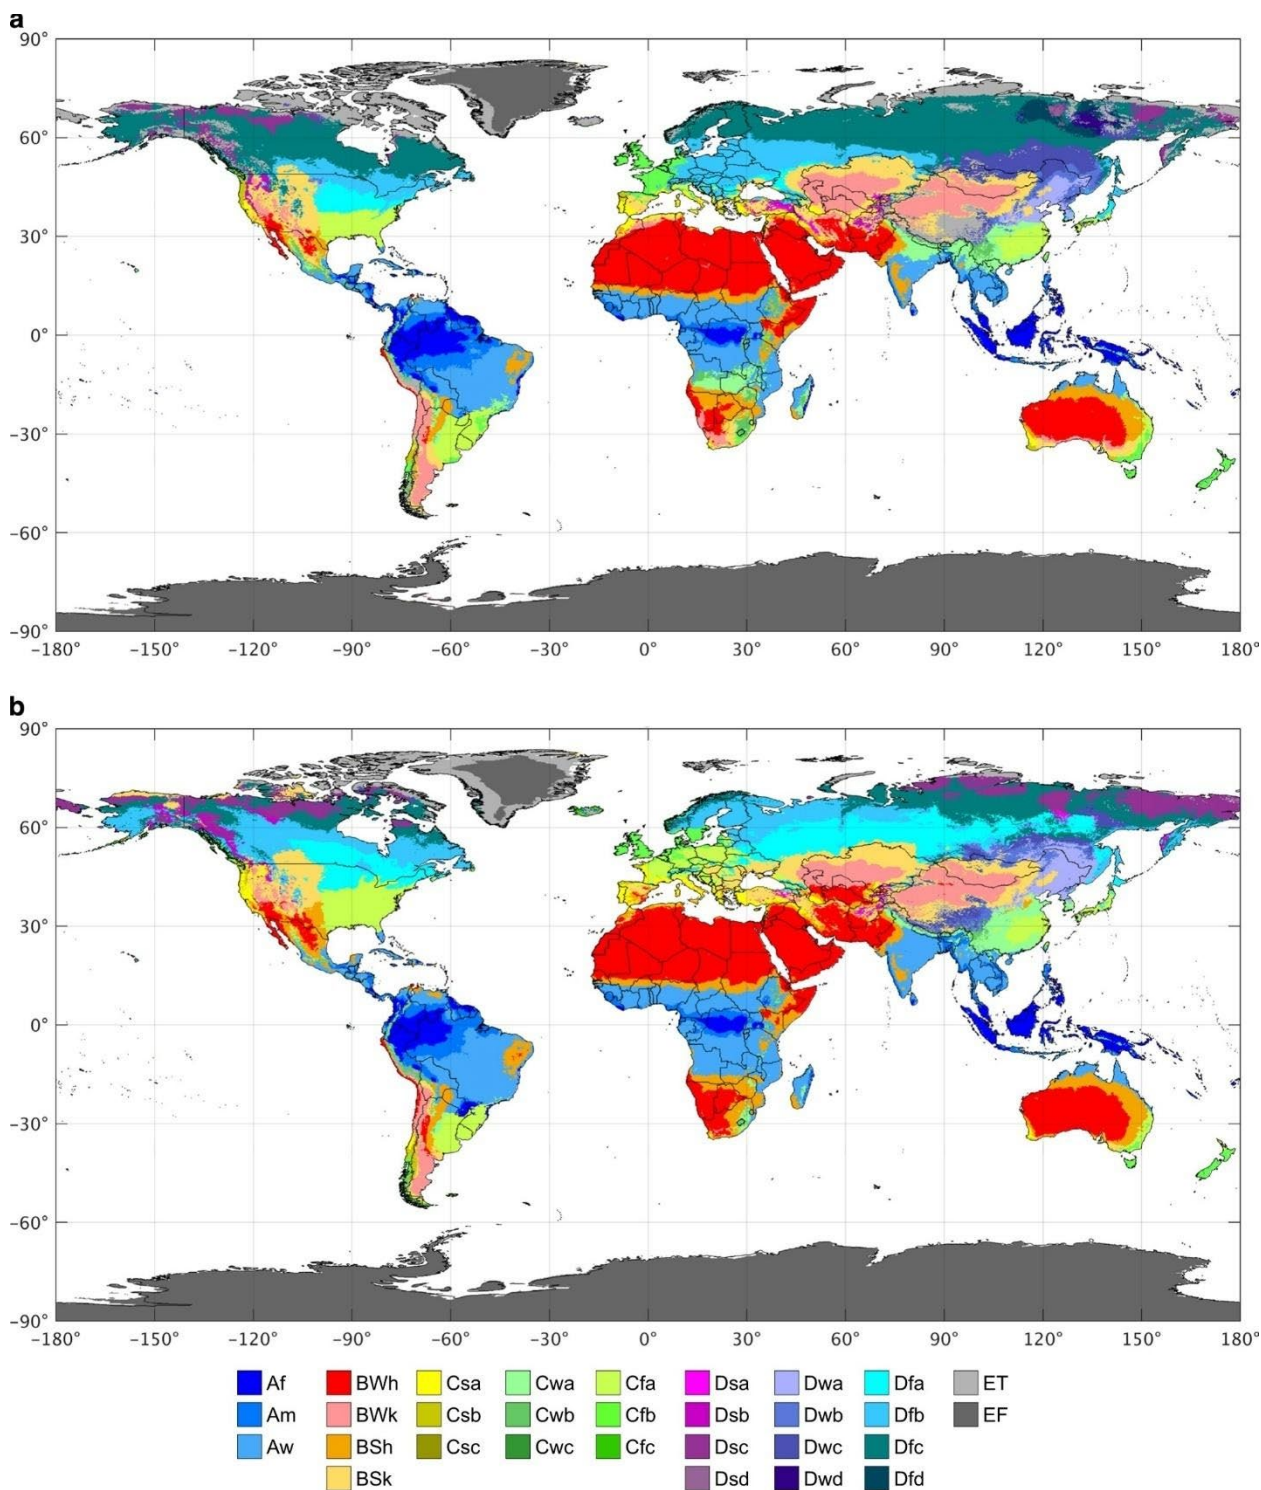 a
90°
60°
30°
0°
−30°
−60°
−90°
−180° −150° −120° −90° −60° −30° 0° 30° 60° 90° 120° 150° 180°
b
90°
60°
30°
0°
−30°
−60°
−90°
−180° −150° −120° −90° −60° −30° 0° 30° 60° 90° 120° 150° 180°
Af BWh Csa Cwa Cfa Dsa Dwa Dfa ET
Am BWk Csb Cwb Cfb Dsb Dwb Dfb EF
Aw BSh Csc Cwc Cfc Dsc Dwc Dfc
BSk Dsd Dwd Dfd